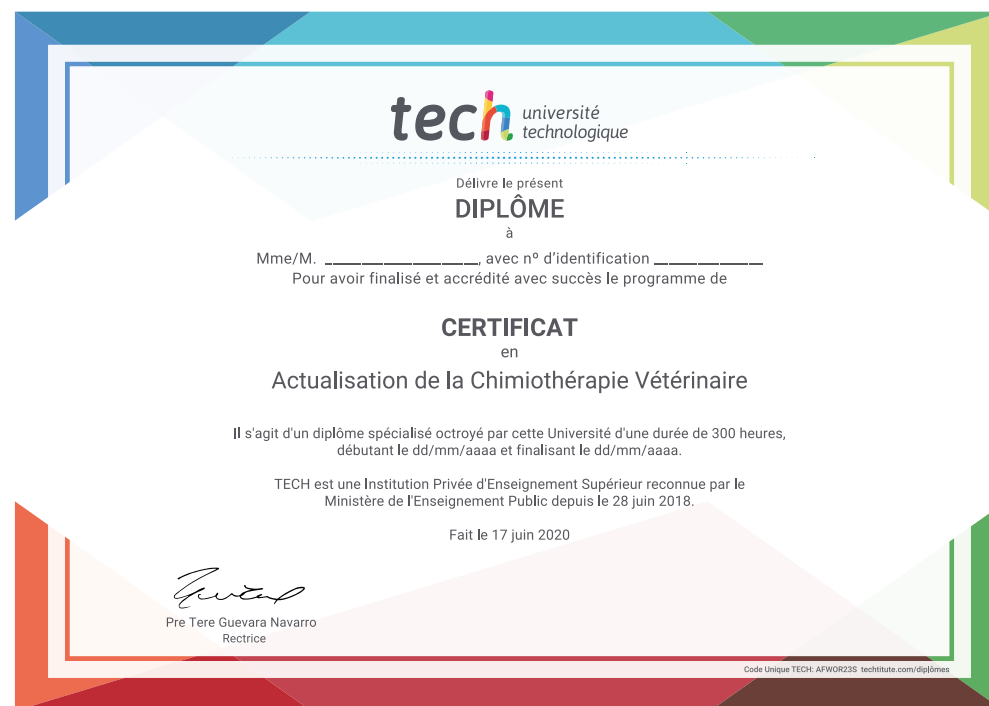 tech université
technologique
Délivre le présent
DIPLÔME
à
Mme/M. ____________________, avec nº d'identification ______________
Pour avoir finalisé et accrédité avec succès le programme de
CERTIFICAT
en
Actualisation de la Chimiothérapie Vétérinaire
Il s'agit d'un diplôme spécialisé octroyé par cette Université d'une durée de 300 heures,
débutant le dd/mm/aaaa et finalisant le dd/mm/aaaa.
TECH est une Institution Privée d'Enseignement Supérieur reconnue par le
Ministère de l'Enseignement Public depuis le 28 juin 2018.
Fait le 17 juin 2020
Pre Tere Guevara Navarro
Rectrice
Code Unique TECH: AFWOR23S techtitute.com/diplômes